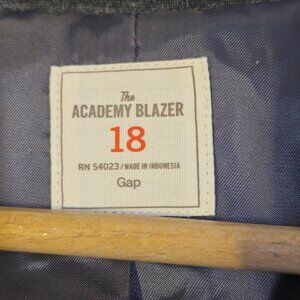 The
ACADEMY BLAZER
18
RN 54023 / MADE IN INDONESIA
Gap